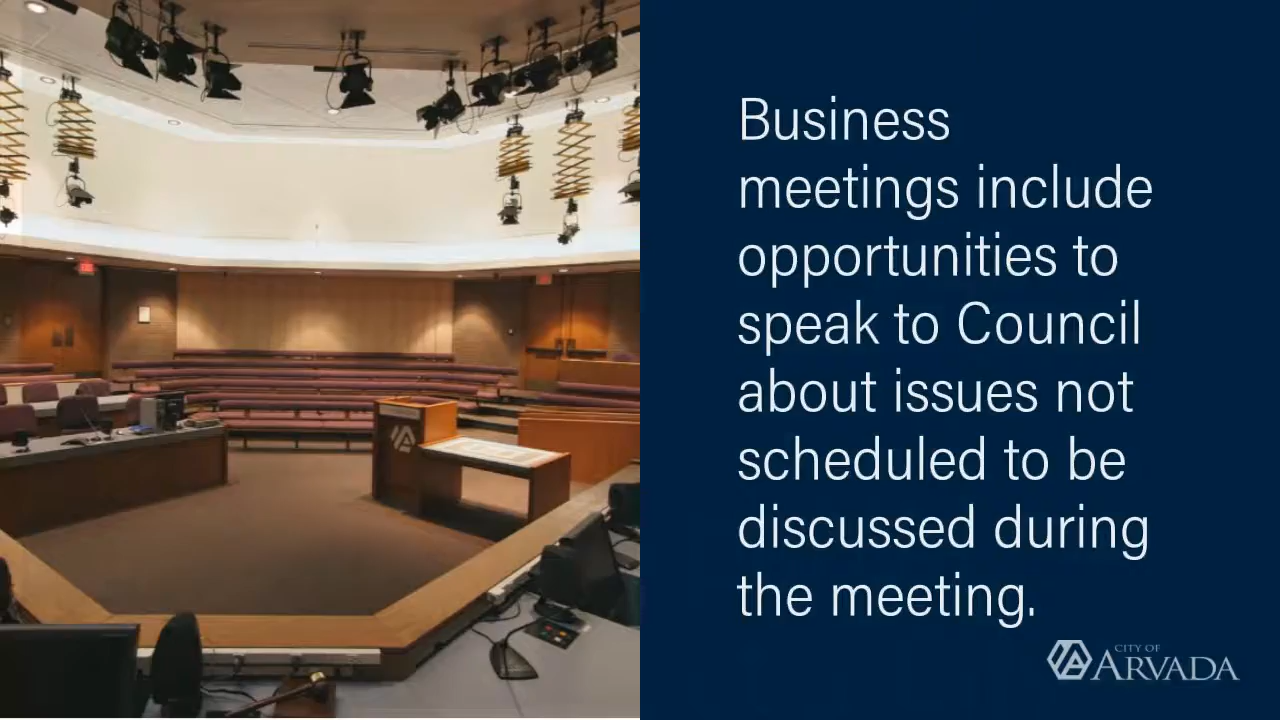 Business
meetings include
opportunities to
speak to Council
about issues not
scheduled to be
discussed during
the meeting.
CITY OF
ARVADA